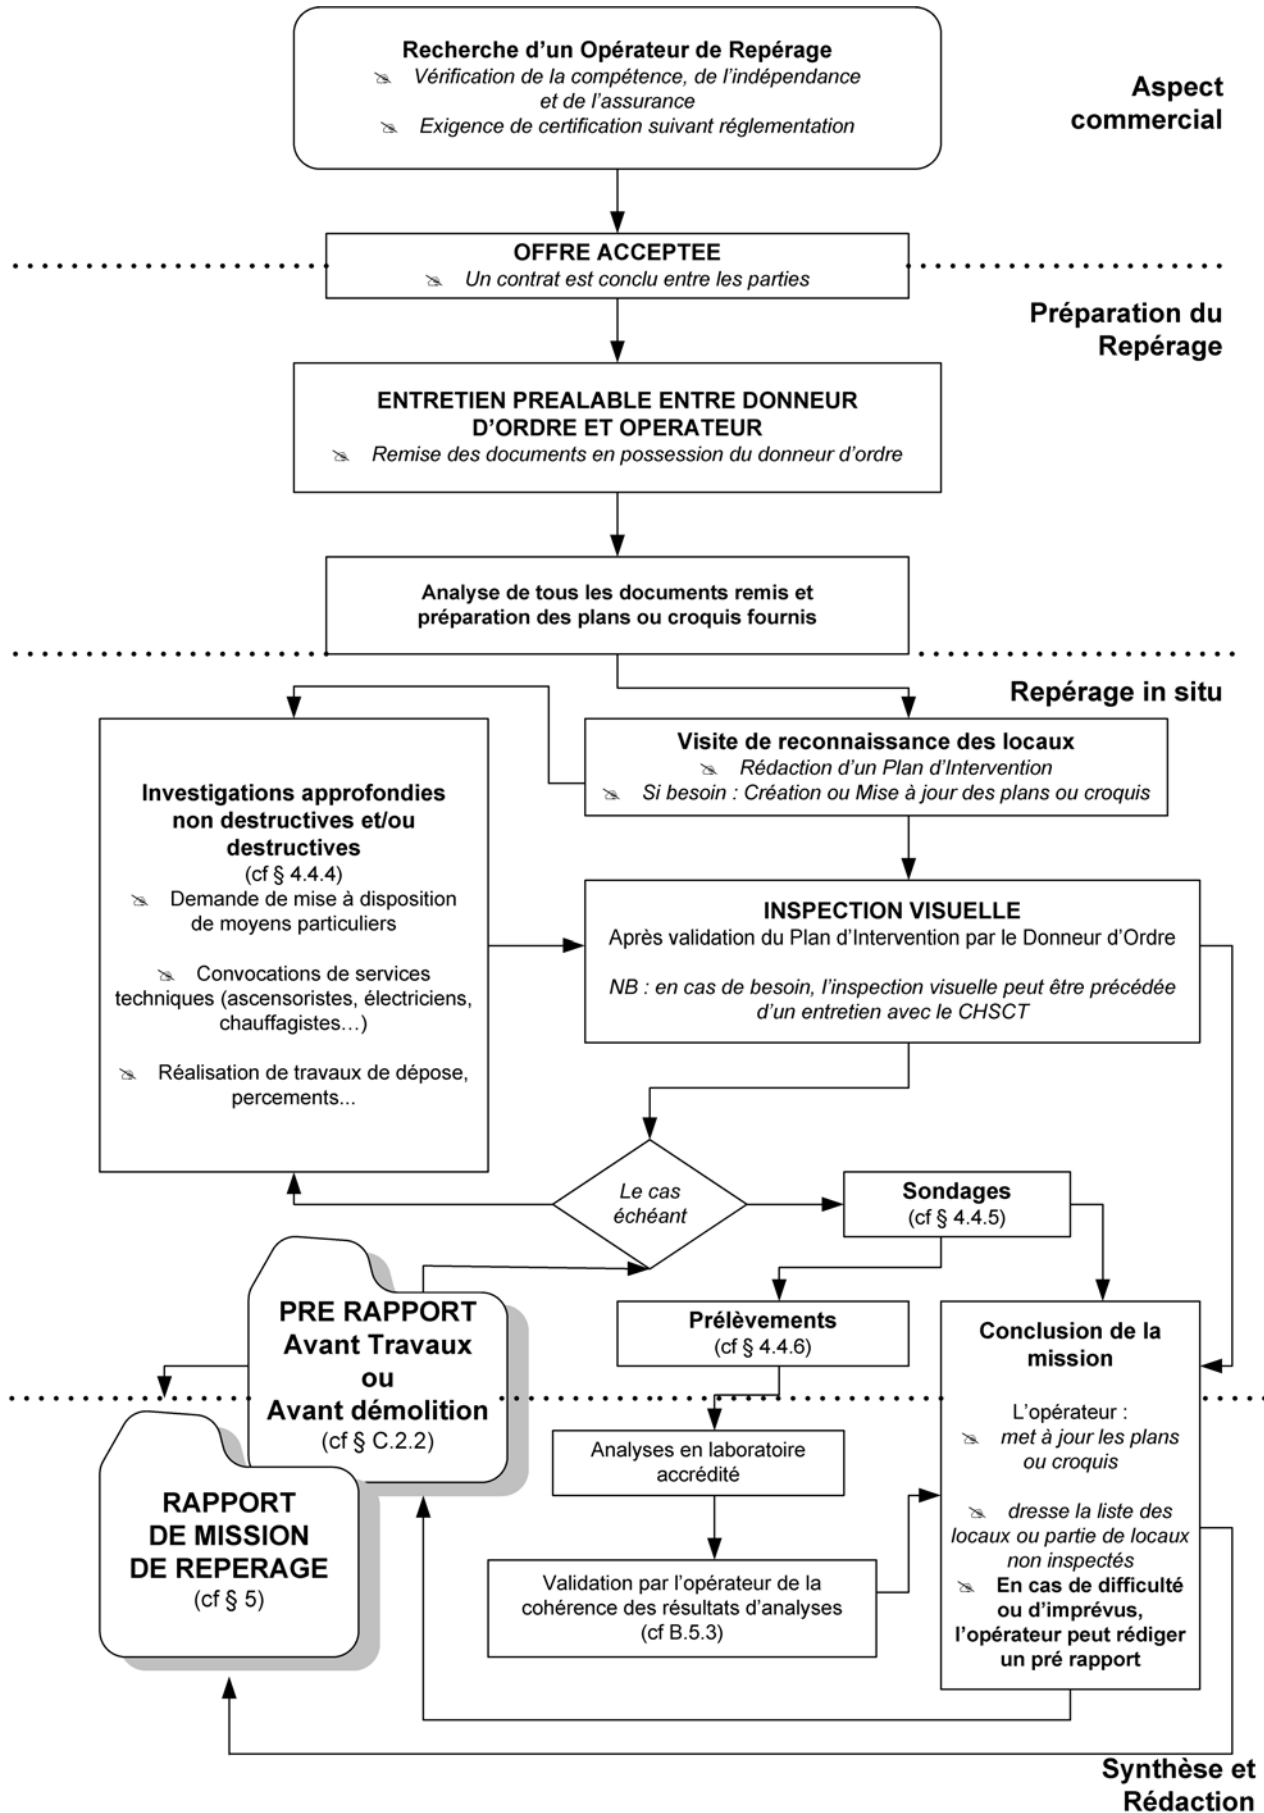 Recherche d'un Opérateur de Repérage
Vérification de la compétence, de l'indépendance
et de l'assurance
Exigence de certification suivant réglementation
Aspect
commercial
OFFRE ACCEPTEE
Un contrat est conclu entre les parties
Préparation du
Repérage
ENTRETIEN PREALABLE ENTRE DONNEUR
D'ORDRE ET OPERATEUR
Remise des documents en possession du donneur d'ordre
Analyse de tous les documents remis et
préparation des plans ou croquis fournis
Repérage in situ
Visite de reconnaissance des locaux
Rédaction d'un Plan d'Intervention
Si besoin : Création ou Mise à jour des plans ou croquis
Investigations approfondies
non destructives et/ou
destructives
(cf § 4.4.4)
Demande de mise à disposition
de moyens particuliers
Convocations de services
techniques (ascensoristes, électriciens,
chauffagistes…)
Réalisation de travaux de dépose,
percements...
INSPECTION VISUELLE
Après validation du Plan d'Intervention par le Donneur d'Ordre
NB : en cas de besoin, l'inspection visuelle peut être précédée
d'un entretien avec le CHSCT
Le cas
échéant
Sondages
(cf § 4.4.5)
Prélèvements
(cf § 4.4.6)
PRE RAPPORT
Avant Travaux
ou
Avant démolition
(cf § C.2.2)
Conclusion de la
mission
L'opérateur :
met à jour les plans
ou croquis
dresse la liste des
locaux ou partie de locaux
non inspectés
En cas de difficulté
ou d'imprévus,
l'opérateur peut rédiger
un pré rapport
Analyses en laboratoire
accrédité
RAPPORT
DE MISSION
DE REPERAGE
(cf § 5)
Validation par l'opérateur de la
cohérence des résultats d'analyses
(cf B.5.3)
Synthèse et
Rédaction